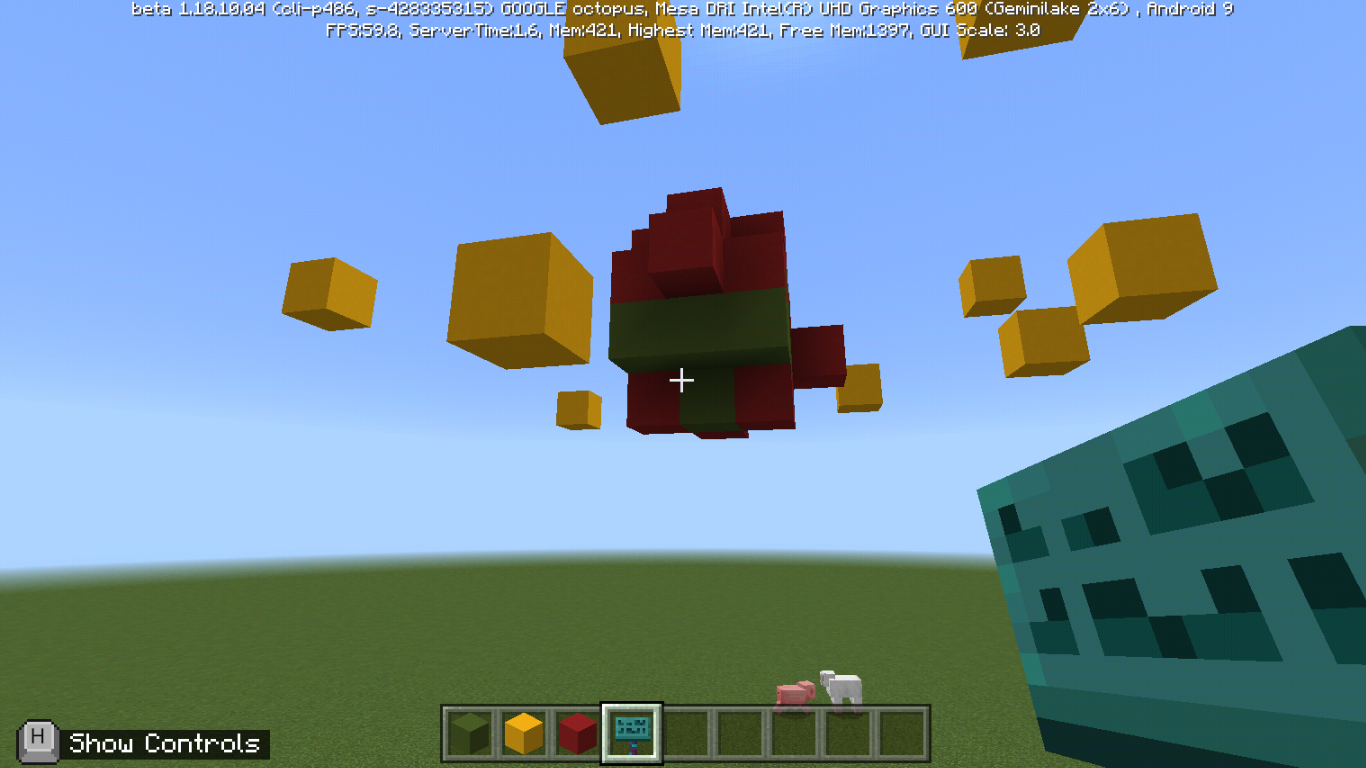 beta 1.18.10.04 (cli-p486, s-428335315) GOOGLE octopus, Mesa DRI Intel(R) UHD Graphics 600 (Geminilake 2x6) , Android 9
FPS:59.8, ServerTime:1.6, Mem:421, Highest Mem:421, Free Mem:1397, GUI Scale: 3.0
H
Show Controls